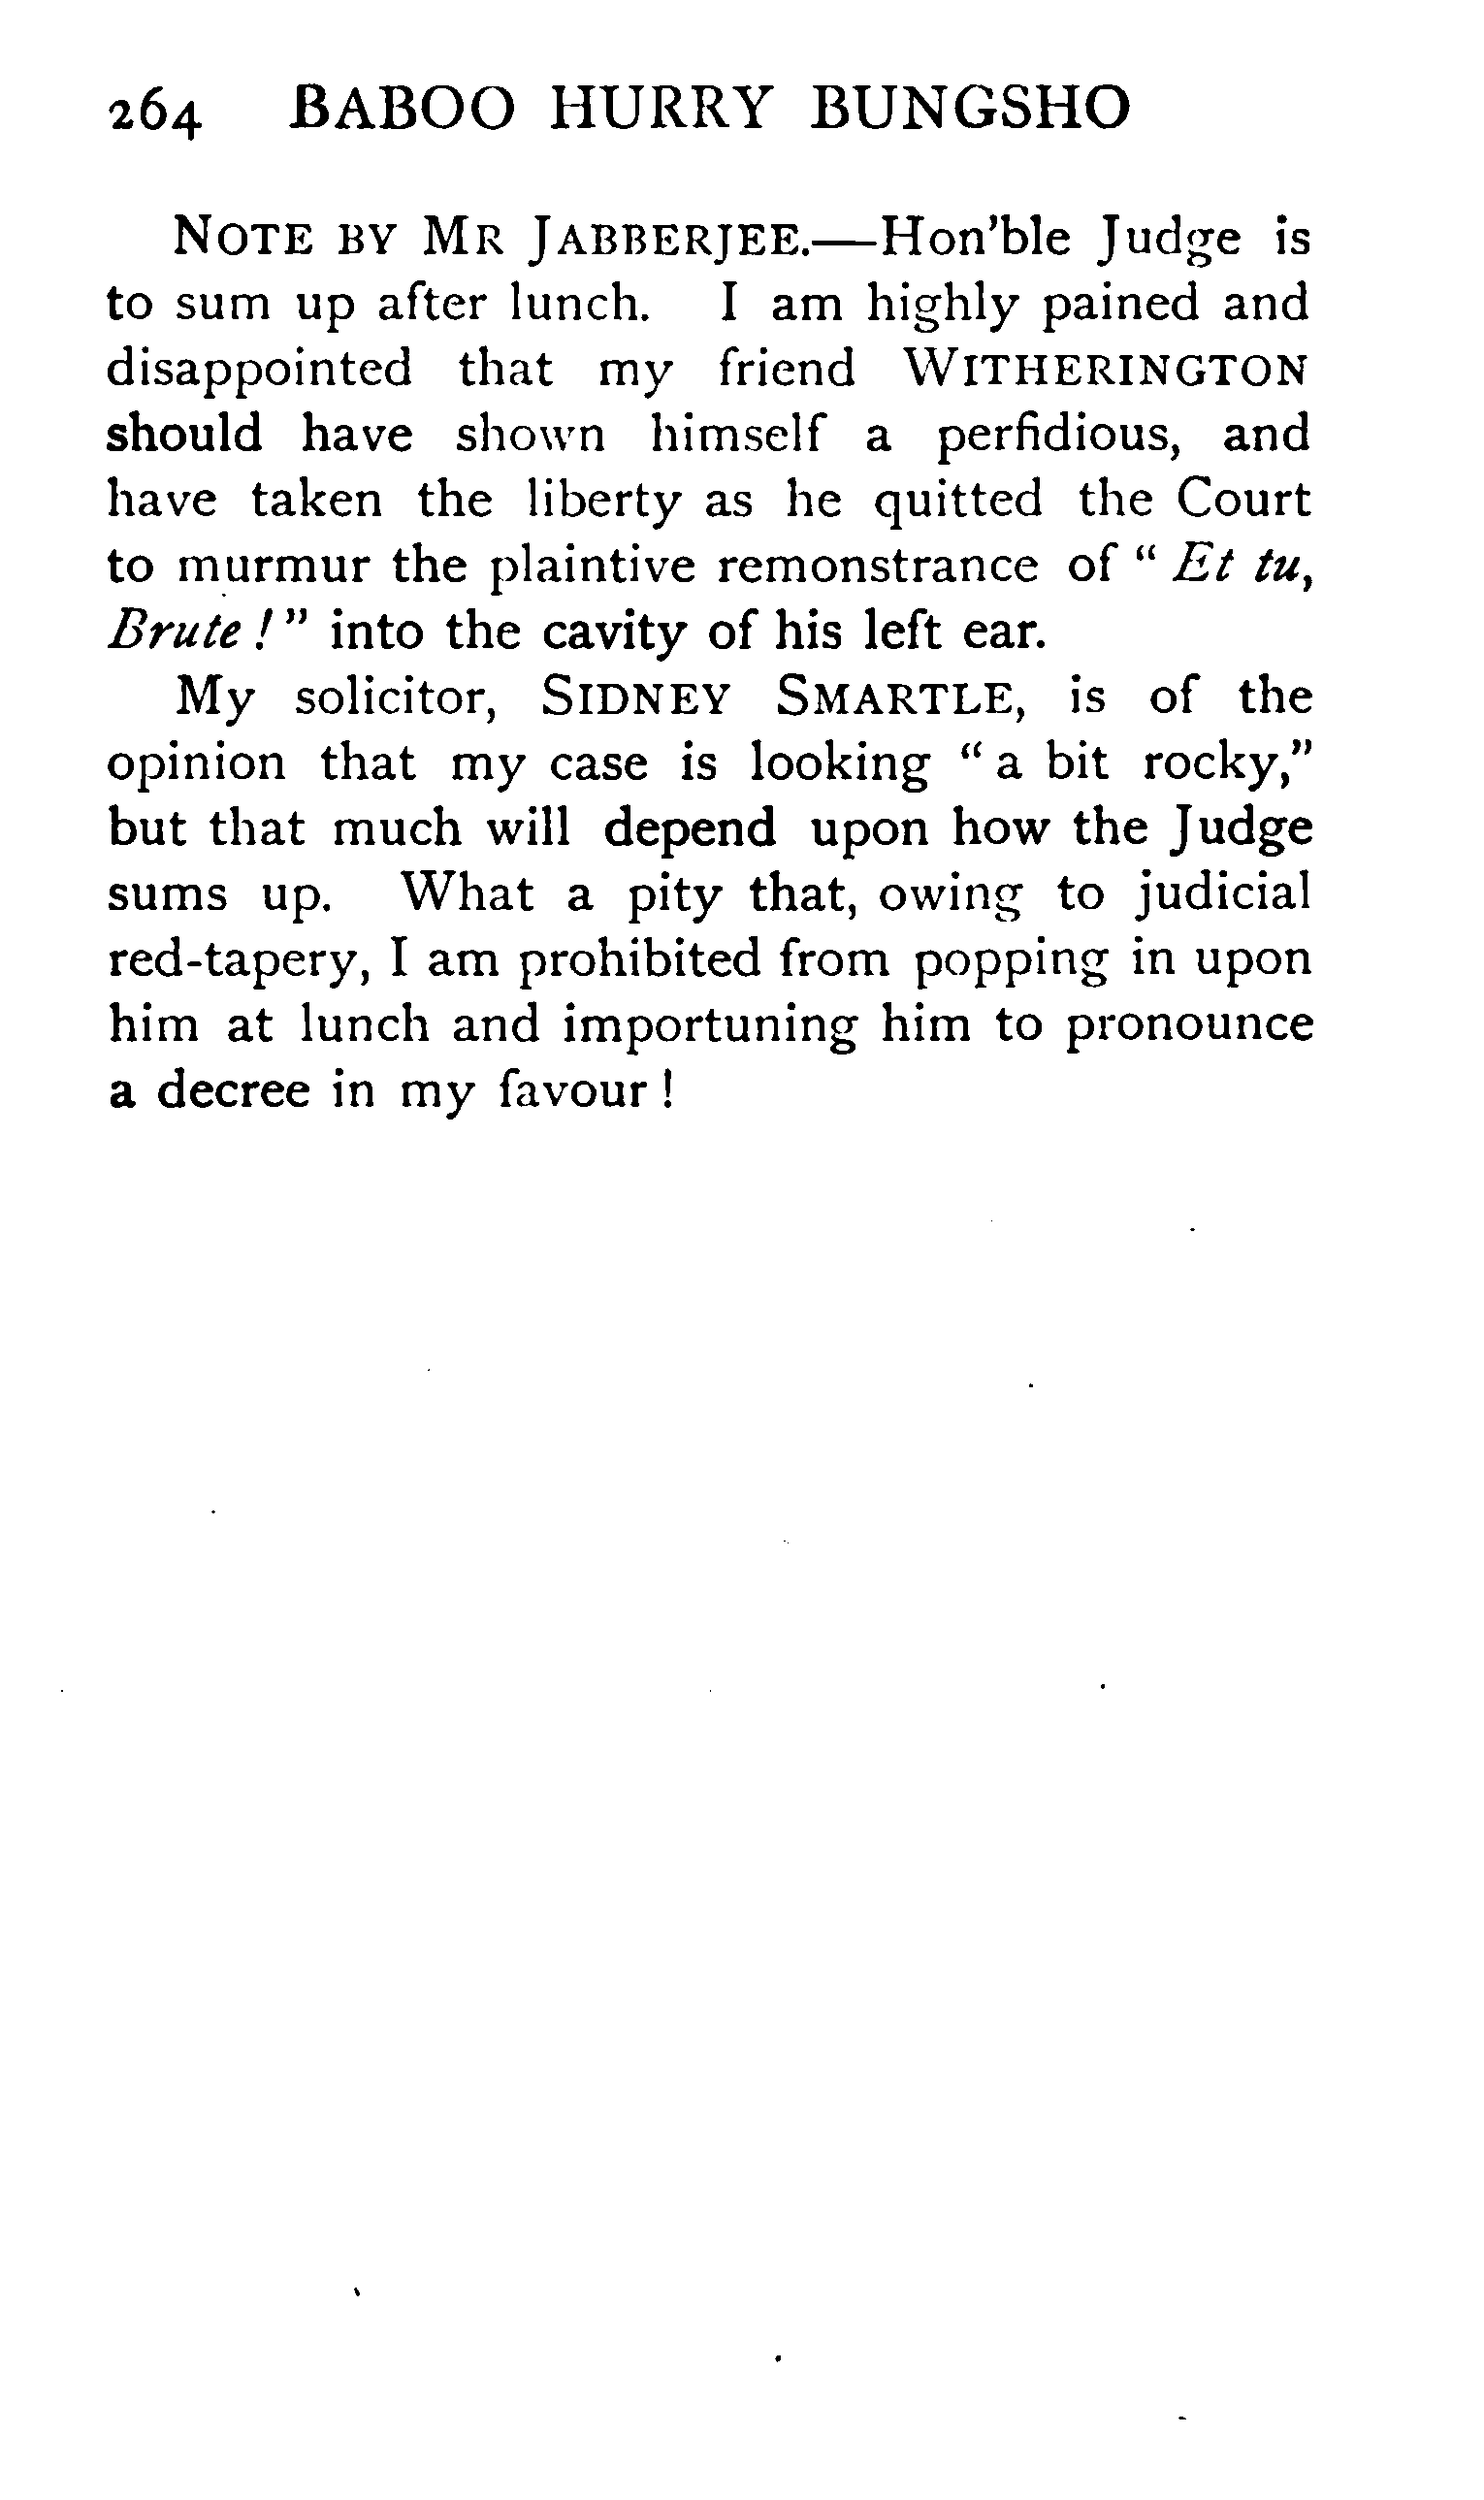 264 BABOO HURRY BUNGSHO
NOTE BY MR JABBERJEE.—Hon'ble Judge is
to sum up after lunch. I am highly pained and
disappointed that my friend WITHERINGTON
should have shown himself a perfidious, and
have taken the liberty as he quitted the Court
to murmur the plaintive remonstrance of "Et tu,
Brute!" into the cavity of his left ear.
My solicitor, SIDNEY SMARTLE, is of the
opinion that my case is looking "a bit rocky,"
but that much will depend upon how the Judge
sums up. What a pity that, owing to judicial
red-tapery, I am prohibited from popping in upon
him at lunch and importuning him to pronounce
a decree in my favour!